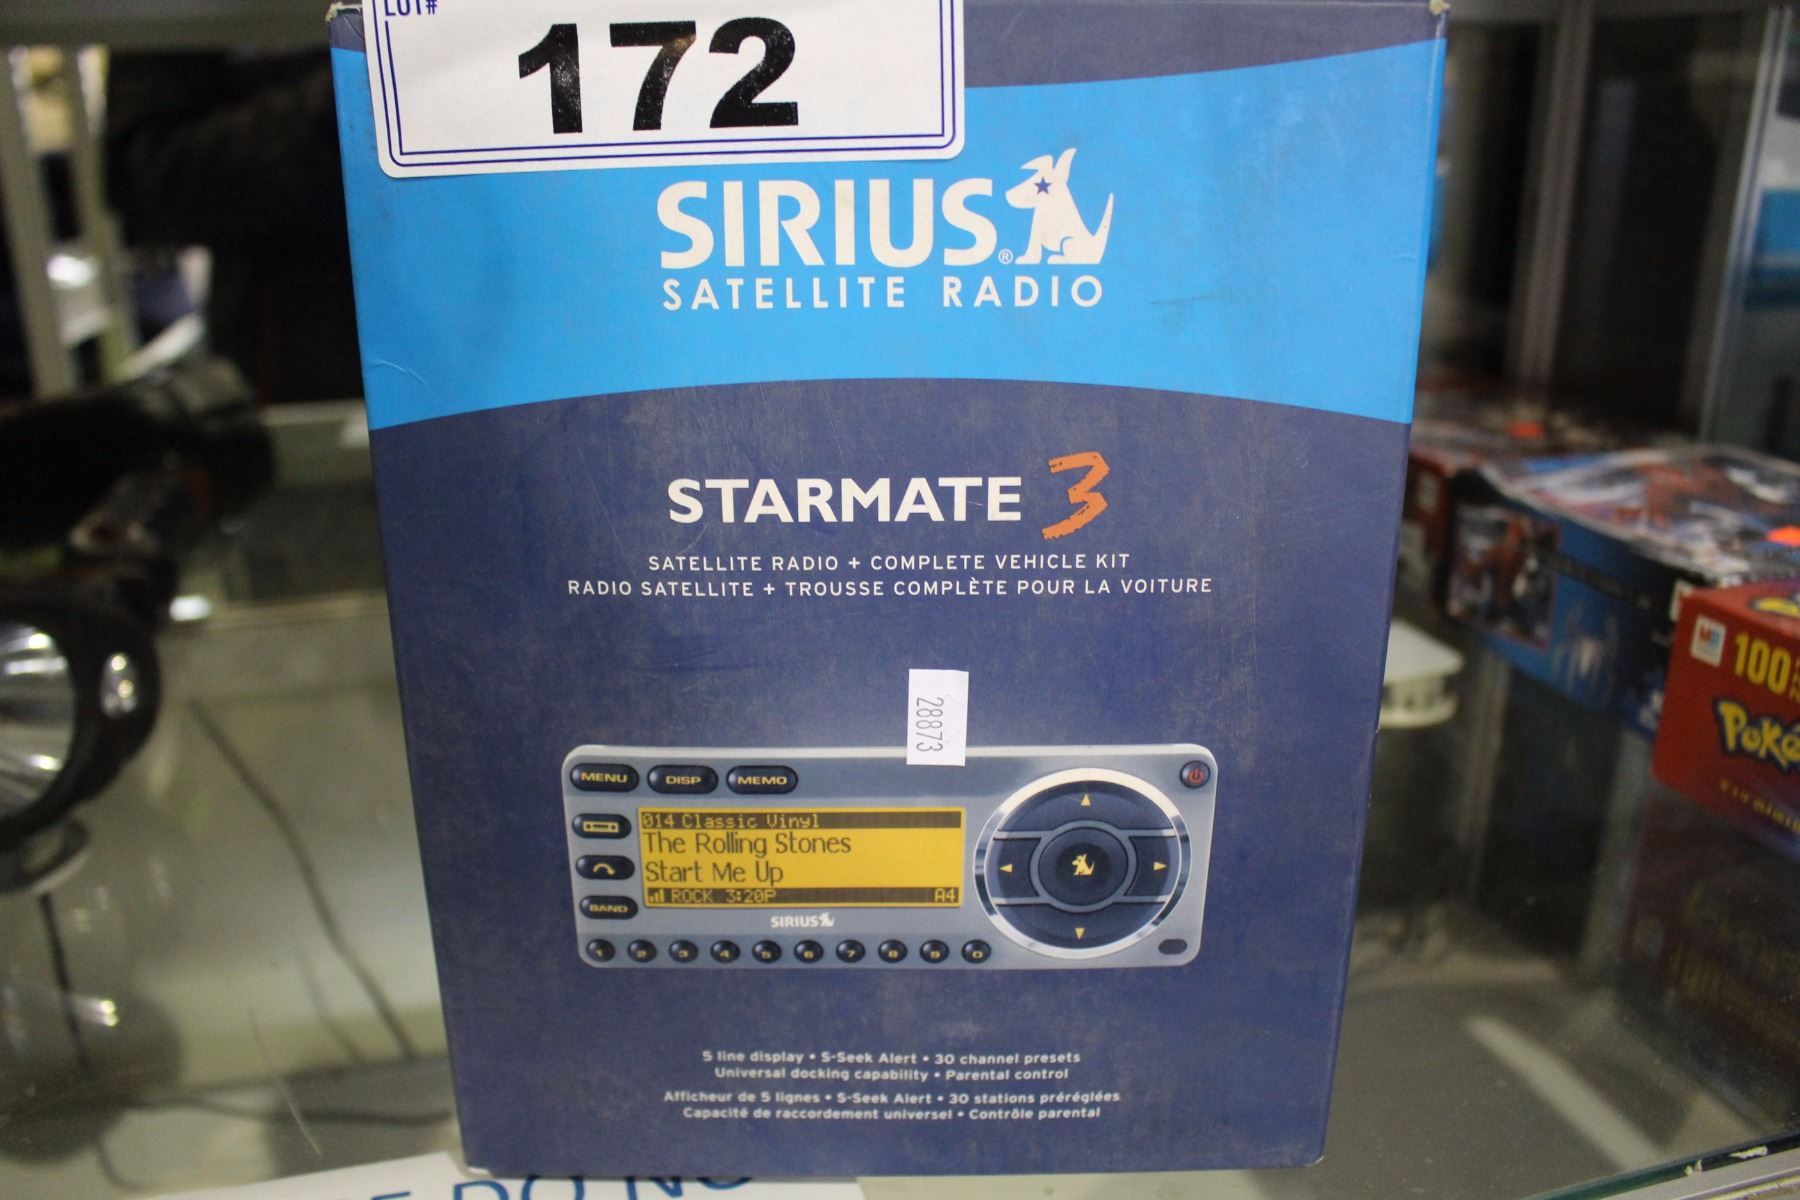 LOT#
172
SIRIUS®
SATELLITE RADIO
STARMATE 3
SATELLITE RADIO + COMPLETE VEHICLE KIT
RADIO SATELLITE + TROUSSE COMPLÈTE POUR LA VOITURE
28873
MENU DISP MEMO
014 Classic Vinyl
The Rolling Stones
Start Me Up
ROCK 3:20P A4
BAND
SIRIUS
1 2 3 4 5 6 7 8 9 0
5 line display • S-Seek Alert • 30 channel presets
Universal docking capability • Parental control
Afficheur de 5 lignes • S-Seek Alert • 30 stations préréglées
Capacité de raccordement universel • Contrôle parental
MB
100
Poké
DO NO